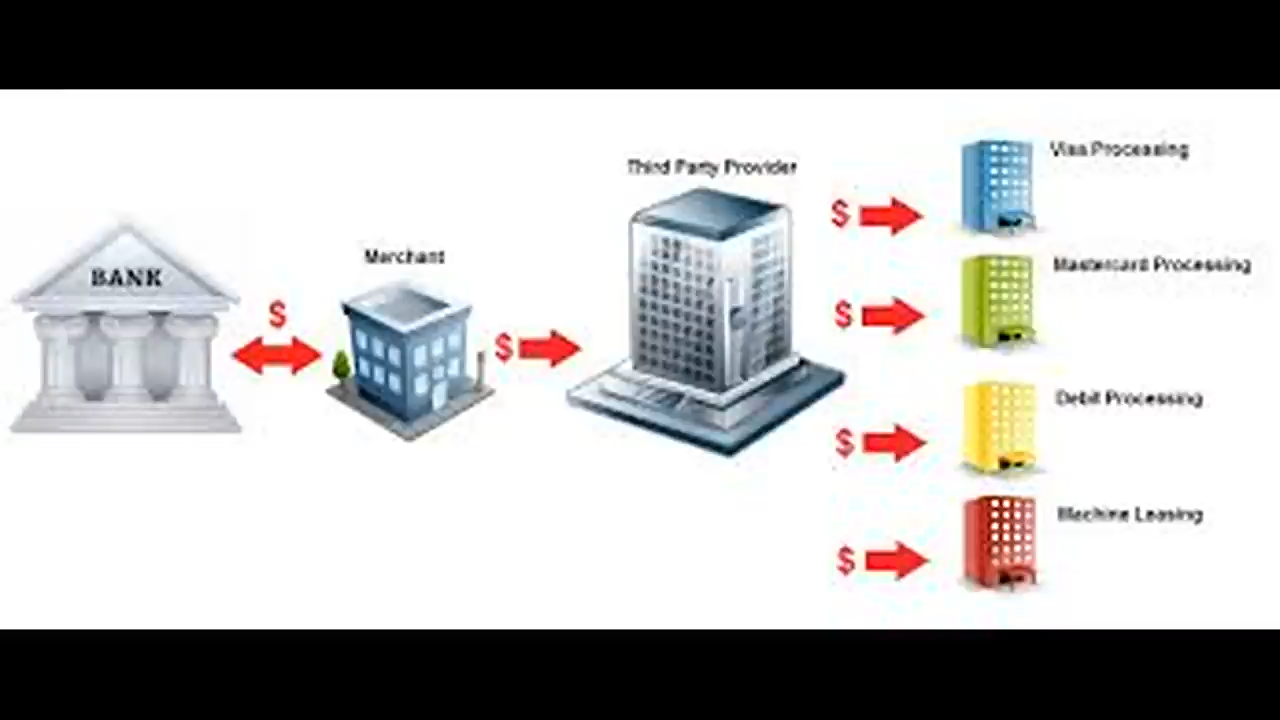 BANK
$
Merchant
$
Third Party Provider
$
Visa Processing
$
Mastercard Processing
$
Debit Processing
$
Machine Leasing